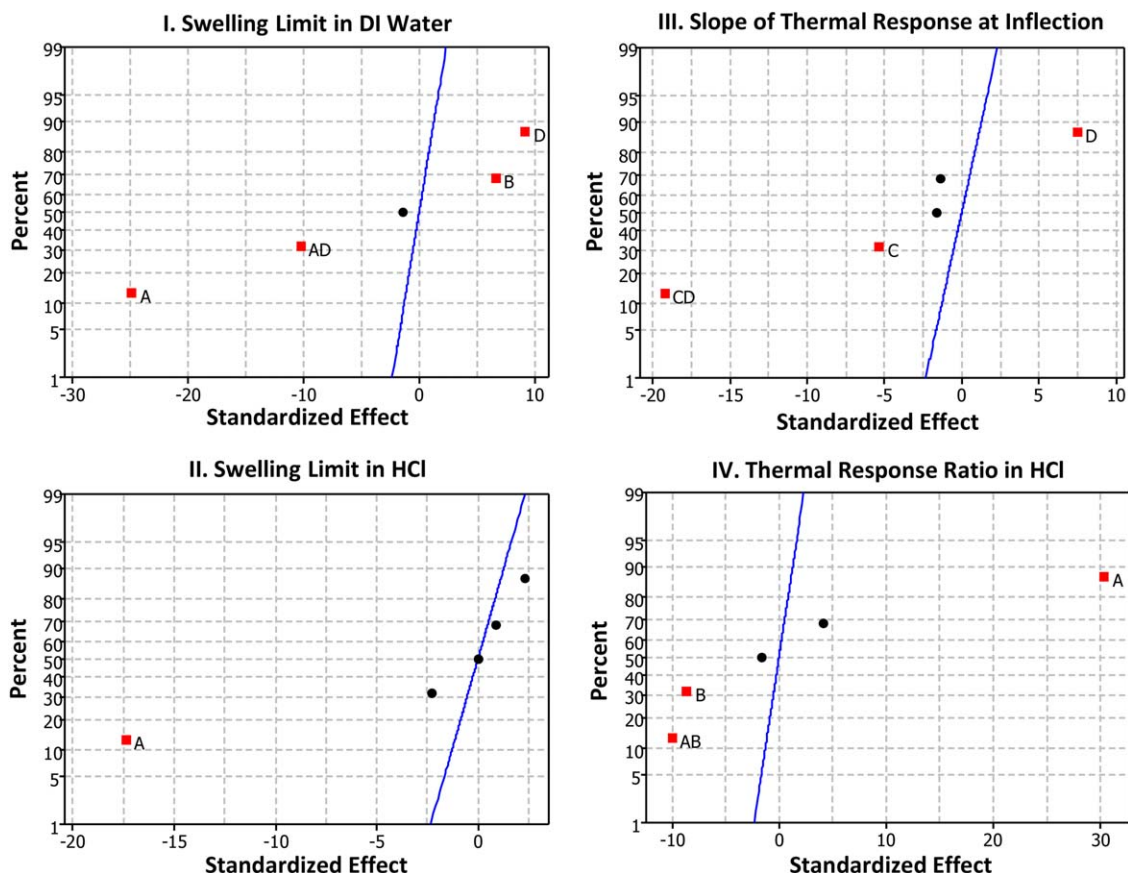 I. Swelling Limit in DI Water
99
95
90
80
70
60
50
40
30
20
10
5
1
Percent
D
B
AD
A
-30 -20 -10 0 10
Standardized Effect
III. Slope of Thermal Response at Inflection
99
95
90
80
70
60
50
40
30
20
10
5
1
Percent
D
C
CD
-20 -15 -10 -5 0 5 10
Standardized Effect
II. Swelling Limit in HCl
99
95
90
80
70
60
50
40
30
20
10
5
1
Percent
A
-20 -15 -10 -5 0
Standardized Effect
IV. Thermal Response Ratio in HCl
99
95
90
80
70
60
50
40
30
20
10
5
1
Percent
A
B
AB
-10 0 10 20 30
Standardized Effect